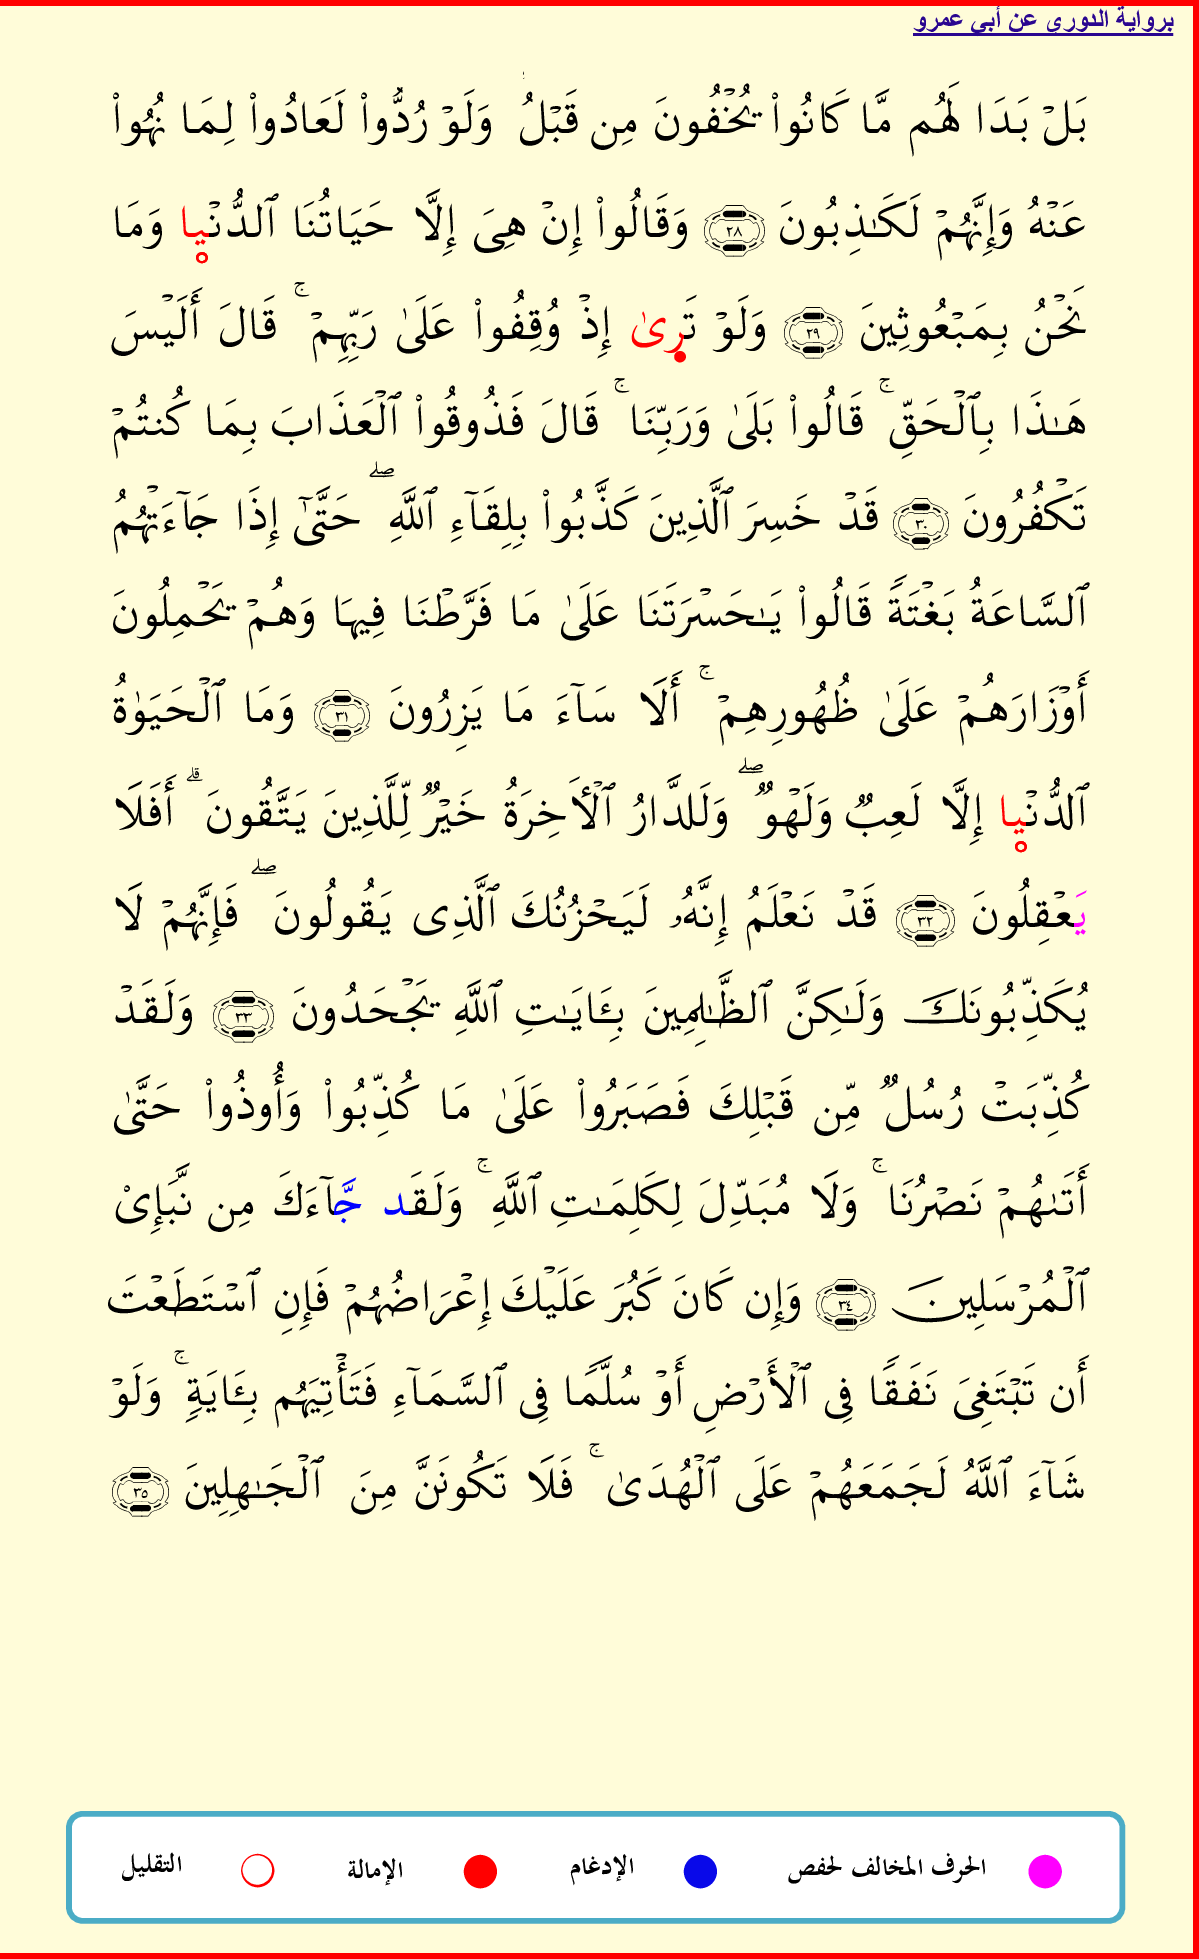 برواية الدوري عن أبي عمرو
بَلۡ بَدَا لَهُم مَّا كَانُوا۟ يُخۡفُونَ مِن قَبۡلُۖ وَلَوۡ رُدُّوا۟ لَعَادُوا۟ لِمَا نُهُوا۟
عَنۡهُ وَإِنَّهُمۡ لَكَـٰذِبُونَ ٢٨ وَقَالُوا۟ إِنۡ هِىَ إِلَّا حَيَاتُنَا ٱلدُّنۡيا وَمَا
نَحۡنُ بِمَبۡعُوثِينَ ٢٩ وَلَوۡ تَرىٰ إِذۡ وُقِفُوا۟ عَلَىٰ رَبِّهِمۡۚ قَالَ أَلَيۡسَ
هَـٰذَا بِٱلۡحَقِّۚ قَالُوا۟ بَلَىٰ وَرَبِّنَاۚ قَالَ فَذُوقُوا۟ ٱلۡعَذَابَ بِمَا كُنتُمۡ
تَكۡفُرُونَ ٣٠ قَدۡ خَسِرَ ٱلَّذِينَ كَذَّبُوا۟ بِلِقَآءِ ٱللَّهِۖ حَتَّىٰٓ إِذَا جَآءَتۡهُمُ
ٱلسَّاعَةُ بَغۡتَةً قَالُوا۟ يَـٰحَسۡرَتَنَا عَلَىٰ مَا فَرَّطۡنَا فِيهَا وَهُمۡ يَحۡمِلُونَ
أَوۡزَارَهُمۡ عَلَىٰ ظُهُورِهِمۡۚ أَلَا سَآءَ مَا يَزِرُونَ ٣١ وَمَا ٱلۡحَيَوٰةُ
ٱلدُّنۡيا إِلَّا لَعِبٌ وَلَهۡوٌۖ وَلَلدَّارُ ٱلۡأَخِرَةُ خَيۡرٌ لِّلَّذِينَ يَتَّقُونَۗ أَفَلَا
يَعۡقِلُونَ ٣٢ قَدۡ نَعۡلَمُ إِنَّهُۥ لَيَحۡزُنُكَ ٱلَّذِى يَقُولُونَۖ فَإِنَّهُمۡ لَا
يُكَذِّبُونَكَ وَلَـٰكِنَّ ٱلظَّـٰلِمِينَ بِـَٔايَـٰتِ ٱللَّهِ يَجۡحَدُونَ ٣٣ وَلَقَدۡ
كُذِّبَتۡ رُسُلٌ مِّن قَبۡلِكَ فَصَبَرُوا۟ عَلَىٰ مَا كُذِّبُوا۟ وَأُوذُوا۟ حَتَّىٰ
أَتَىٰهُمۡ نَصۡرُنَاۚ وَلَا مُبَدِّلَ لِكَلِمَـٰتِ ٱللَّهِۚ وَلَقَد جَّآءَكَ مِن نَّبَإِىْ
ٱلۡمُرۡسَلِينَ ٣٤ وَإِن كَانَ كَبُرَ عَلَيۡكَ إِعۡرَاضُهُمۡ فَإِنِ ٱسۡتَطَعۡتَ
أَن تَبۡتَغِىَ نَفَقًا فِى ٱلۡأَرۡضِ أَوۡ سُلَّمًا فِى ٱلسَّمَآءِ فَتَأۡتِيَهُم بِـَٔايَةٍۚ وَلَوۡ
شَآءَ ٱللَّهُ لَجَمَعَهُمۡ عَلَى ٱلۡهُدَىٰۚ فَلَا تَكُونَنَّ مِنَ ٱلۡجَـٰهِلِينَ ٣٥
الحرف المخالف لحفص الإدغام الإمالة التقليل